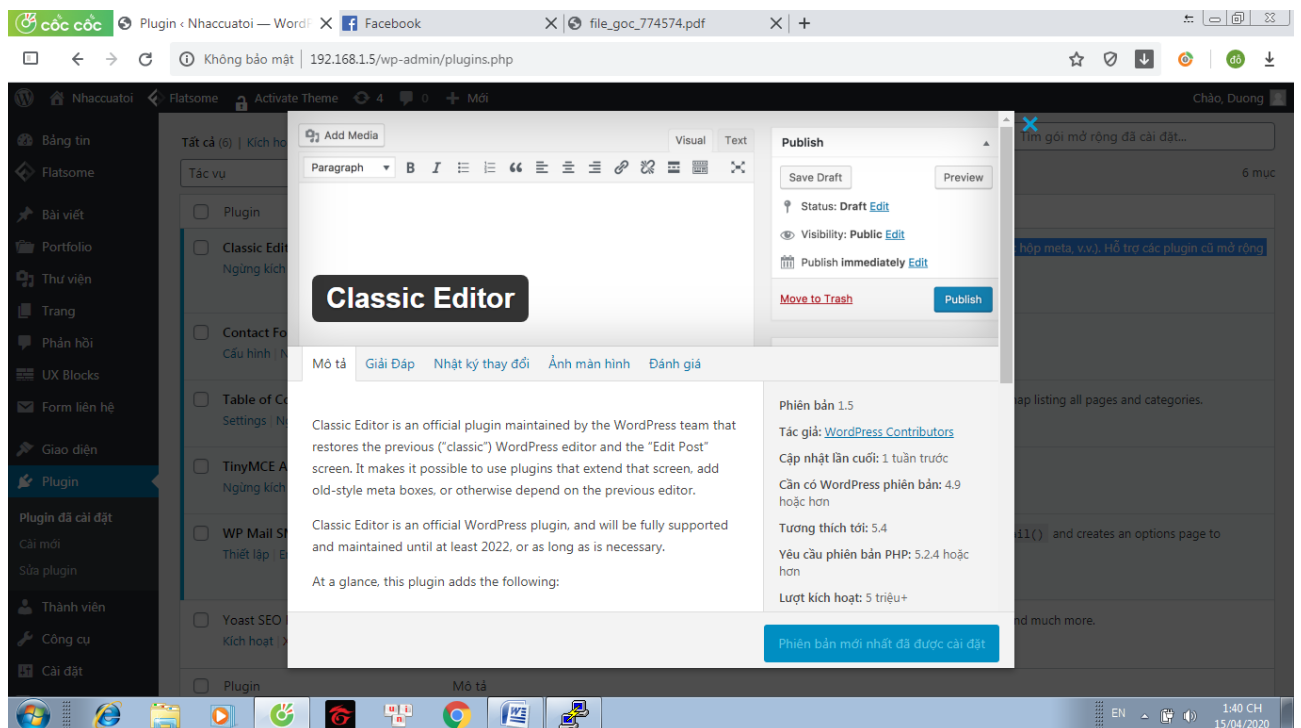 cốc cốc
Plugin ‹ Nhaccuatoi — WordP
Facebook
file_goc_774574.pdf
Không bảo mật
192.168.1.5/wp-admin/plugins.php
đồ
Nhaccuatoi
Flatsome
Activate Theme
4
0
Mới
Chào, Duong
Bảng tin
Flatsome
Bài viết
Portfolio
Thư viện
Trang
Phản hồi
UX Blocks
Form liên hệ
Giao diện
Plugin
Plugin đã cài đặt
Cài mới
Sửa plugin
Thành viên
Công cụ
Cài đặt
Tất cả (6) | Kích ho
Tìm gói mở rộng đã cài đặt...
Tác vụ
6 mục
Plugin
Classic Edit
Ngừng kích
hộp meta, v.v.). Hỗ trợ các plugin cũ mở rộng
Contact Fo
Cấu hình | N
Table of Co
Settings | N
ap listing all pages and categories.
TinyMCE A
Ngừng kích
WP Mail SM
Thiết lập | E
il() and creates an options page to
Yoast SEO
Kích hoạt | X
nd much more.
Plugin
Mô tả
Add Media
Visual
Text
Paragraph
B
I
Publish
Save Draft
Preview
Status: Draft Edit
Visibility: Public Edit
Publish immediately Edit
Move to Trash
Publish
Classic Editor
Mô tả
Giải Đáp
Nhật ký thay đổi
Ảnh màn hình
Đánh giá
Classic Editor is an official plugin maintained by the WordPress team that
restores the previous (“classic”) WordPress editor and the “Edit Post”
screen. It makes it possible to use plugins that extend that screen, add
old-style meta boxes, or otherwise depend on the previous editor.
Classic Editor is an official WordPress plugin, and will be fully supported
and maintained until at least 2022, or as long as is necessary.
At a glance, this plugin adds the following:
Phiên bản 1.5
Tác giả: WordPress Contributors
Cập nhật lần cuối: 1 tuần trước
Cần có WordPress phiên bản: 4.9
hoặc hơn
Tương thích tới: 5.4
Yêu cầu phiên bản PHP: 5.2.4 hoặc
hơn
Lượt kích hoạt: 5 triệu+
Phiên bản mới nhất đã được cài đặt
EN
1:40 CH
15/04/2020